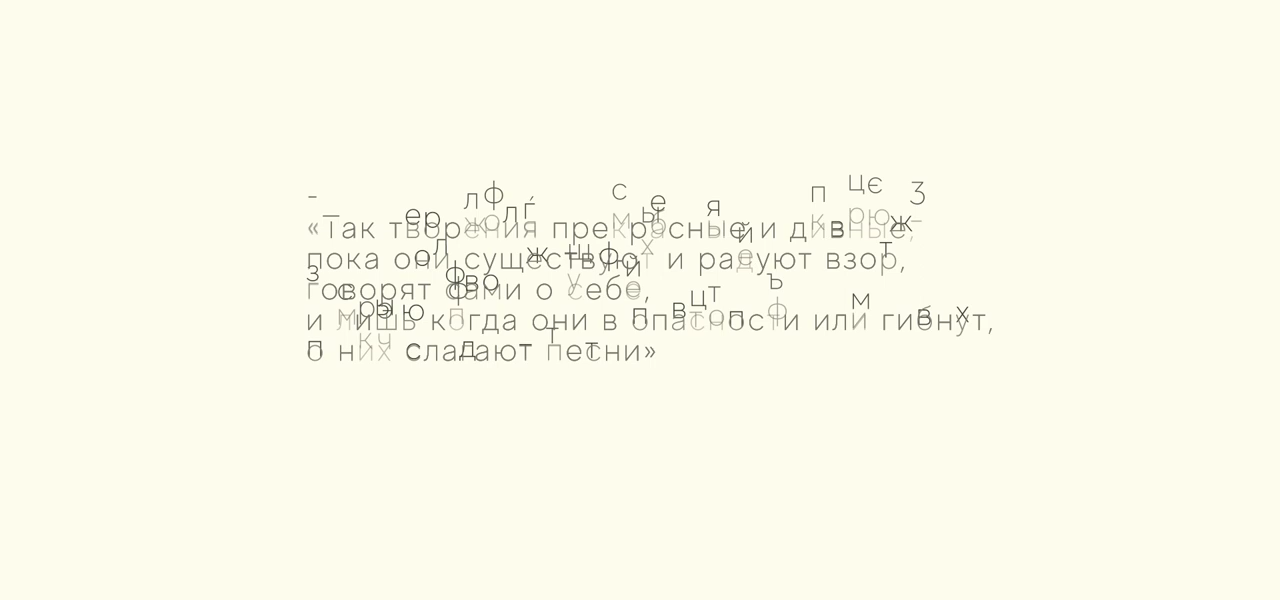 «Так творения прекрасные и дивные,
пока они существуют и радуют взор,
говорят сами о себе,
и лишь когда они в опасности или гибнут,
о них слагают песни»